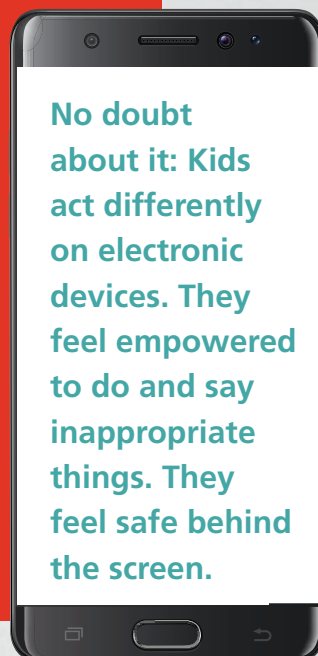 No doubt
about it: Kids
act differently
on electronic
devices. They
feel empowered
to do and say
inappropriate
things. They
feel safe behind
the screen.